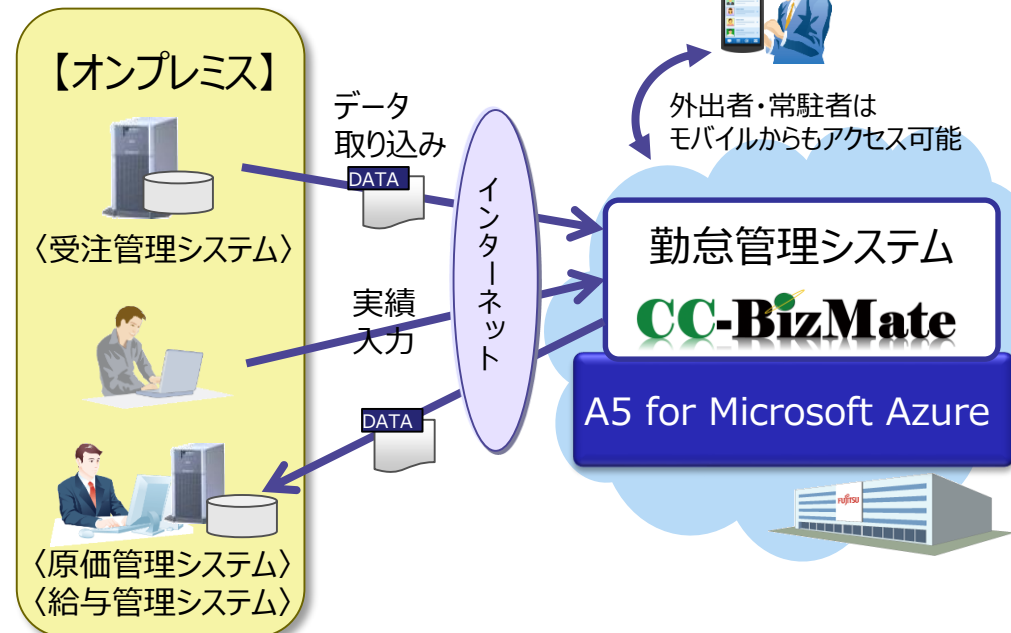 【オンプレミス】
〈受注管理システム〉
〈原価管理システム〉
〈給与管理システム〉
データ
取り込み
DATA
実績
入力
DATA
インターネット
外出者・常駐者は
モバイルからもアクセス可能
勤怠管理システム
CC-BizMate
A5 for Microsoft Azure
FUJITSU